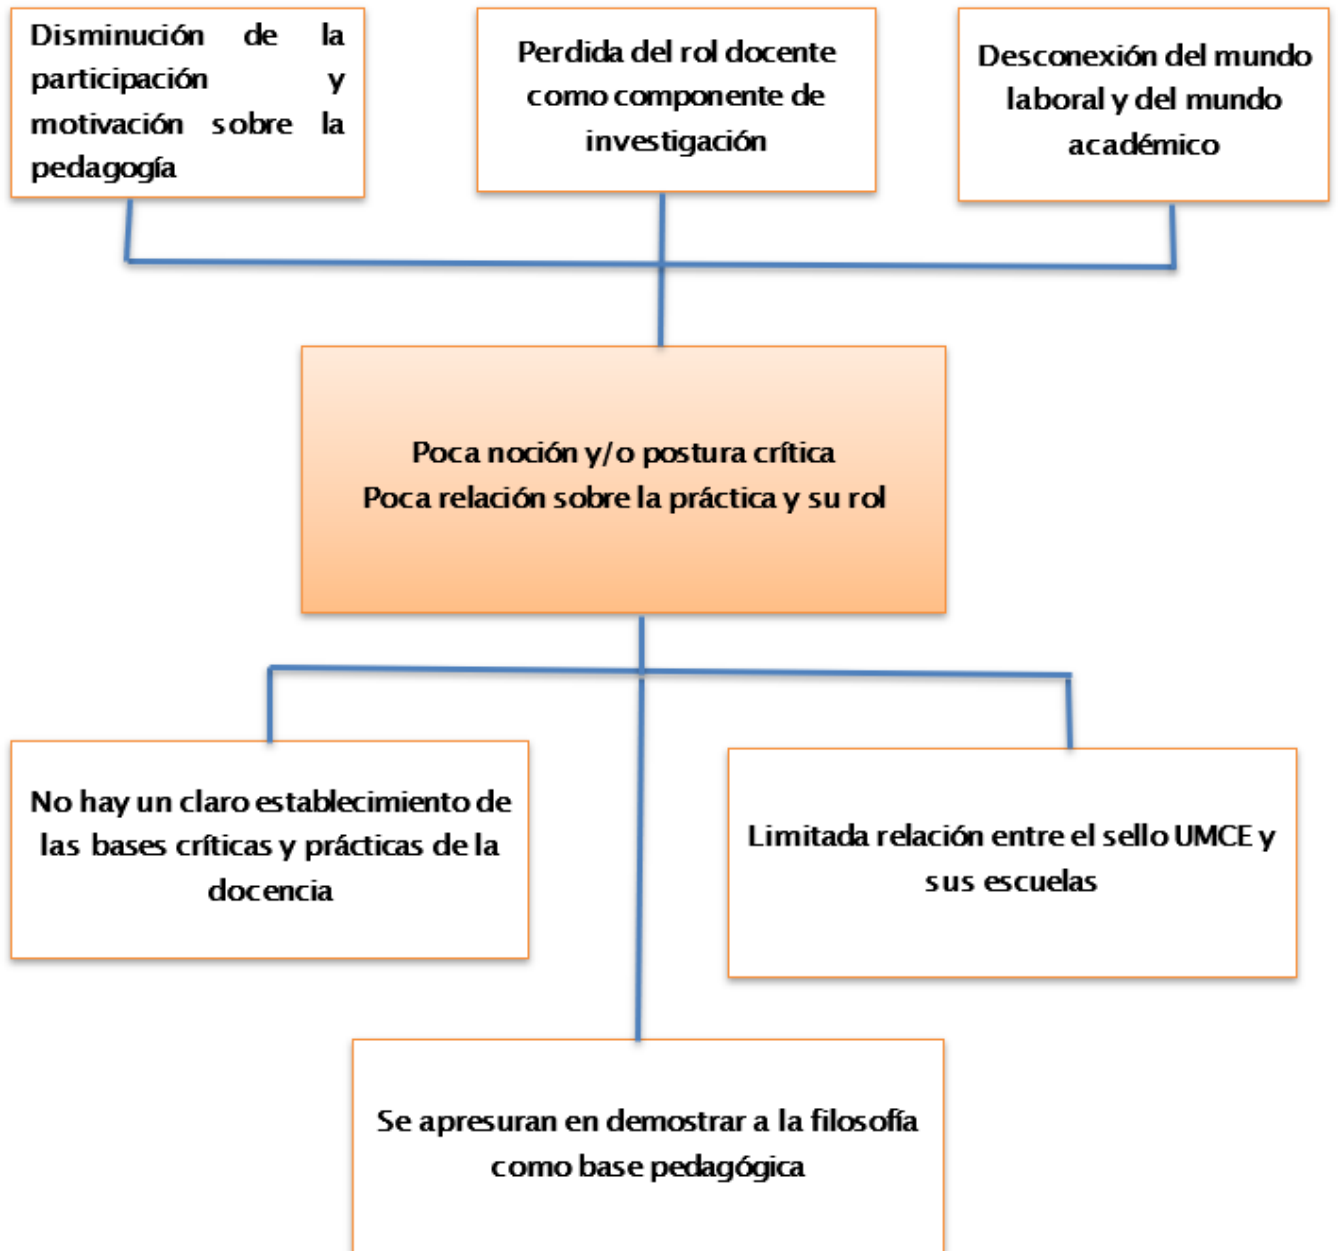 Disminución de la
participación y
motivación sobre la
pedagogía
Perdida del rol docente
como componente de
investigación
Desconexión del mundo
laboral y del mundo
académico
Poca noción y/o postura crítica
Poca relación sobre la práctica y su rol
No hay un claro establecimiento de
las bases críticas y prácticas de la
docencia
Limitada relación entre el sello UMCE y
sus escuelas
Se apresuran en demostrar a la filosofía
como base pedagógica